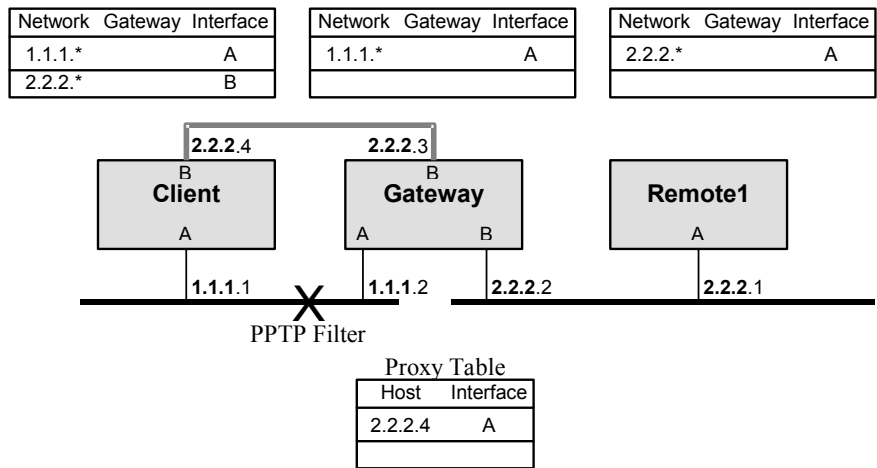 Network Gateway Interface
1.1.1.* A
2.2.2.* B
Network Gateway Interface
1.1.1.* A
Network Gateway Interface
2.2.2.* A
2.2.2.4 2.2.2.3
B B
Client Gateway Remote1
A A B A
1.1.1.1 1.1.1.2 2.2.2.2 2.2.2.1
X
PPTP Filter
Proxy Table
Host Interface
2.2.2.4 A